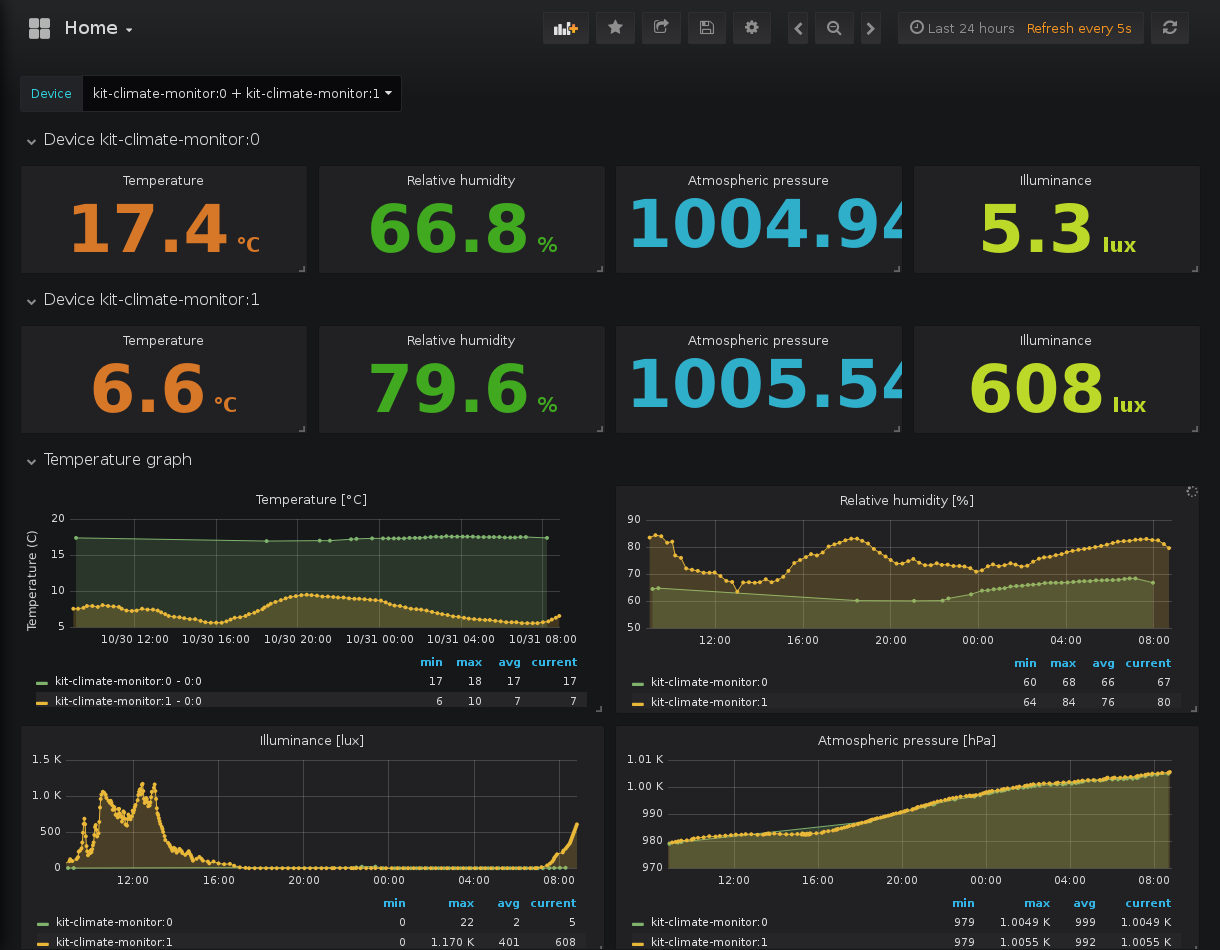 Home
Last 24 hours Refresh every 5s
Device kit-climate-monitor:0 + kit-climate-monitor:1
Device kit-climate-monitor:0
Temperature Relative humidity Atmospheric pressure Illuminance
17.4 °C 66.8 % 1004.94 5.3 lux
Device kit-climate-monitor:1
Temperature Relative humidity Atmospheric pressure Illuminance
6.6 °C 79.6 % 1005.54 608 lux
Temperature graph
Temperature [°C]
Temperature (C)
20
15
10
5
10/30 12:00 10/30 16:00 10/30 20:00 10/31 00:00 10/31 04:00 10/31 08:00
min max avg current
kit-climate-monitor:0 - 0:0 17 18 17 17
kit-climate-monitor:1 - 0:0 6 10 7 7
Relative humidity [%]
90
80
70
60
50
12:00 16:00 20:00 00:00 04:00 08:00
min max avg current
kit-climate-monitor:0 60 68 66 67
kit-climate-monitor:1 64 84 76 80
Illuminance [lux]
1.5 K
1.0 K
500
0
12:00 16:00 20:00 00:00 04:00 08:00
min max avg current
kit-climate-monitor:0 0 22 2 5
kit-climate-monitor:1 0 1.170 K 401 608
Atmospheric pressure [hPa]
1.01 K
1.00 K
990
980
970
12:00 16:00 20:00 00:00 04:00 08:00
min max avg current
kit-climate-monitor:0 979 1.0049 K 999 1.0049 K
kit-climate-monitor:1 979 1.0055 K 992 1.0055 K